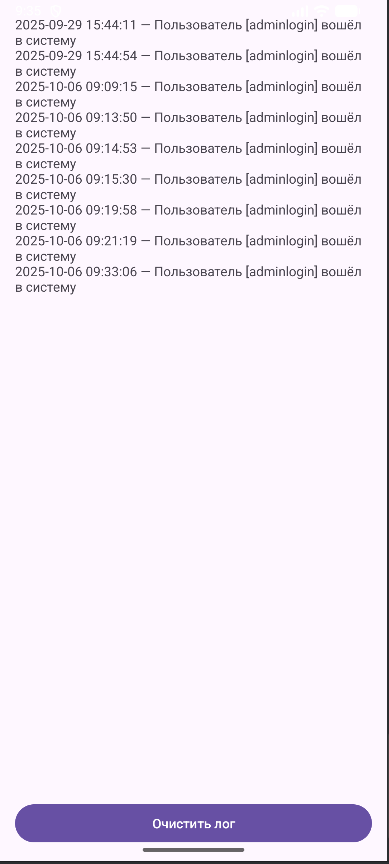 2025-09-29 15:44:11 — Пользователь [adminlogin] вошёл
в систему
2025-09-29 15:44:54 — Пользователь [adminlogin] вошёл
в систему
2025-10-06 09:09:15 — Пользователь [adminlogin] вошёл
в систему
2025-10-06 09:13:50 — Пользователь [adminlogin] вошёл
в систему
2025-10-06 09:14:53 — Пользователь [adminlogin] вошёл
в систему
2025-10-06 09:15:30 — Пользователь [adminlogin] вошёл
в систему
2025-10-06 09:19:58 — Пользователь [adminlogin] вошёл
в систему
2025-10-06 09:21:19 — Пользователь [adminlogin] вошёл
в систему
2025-10-06 09:33:06 — Пользователь [adminlogin] вошёл
в систему
Очистить лог